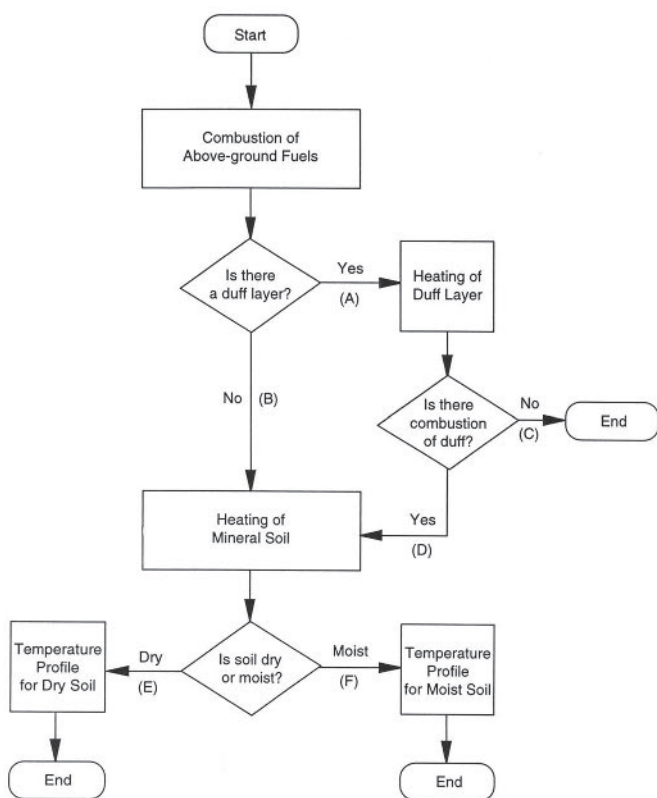 Start
Combustion of
Above-ground Fuels
Is there
a duff layer?
Yes
(A)
Heating of
Duff Layer
No (B)
Is there
combustion
of duff?
No
(C)
End
Heating of
Mineral Soil
Yes
(D)
Temperature
Profile
for Dry Soil
Dry
(E)
Is soil dry
or moist?
Moist
(F)
Temperature
Profile
for Moist Soil
End
End